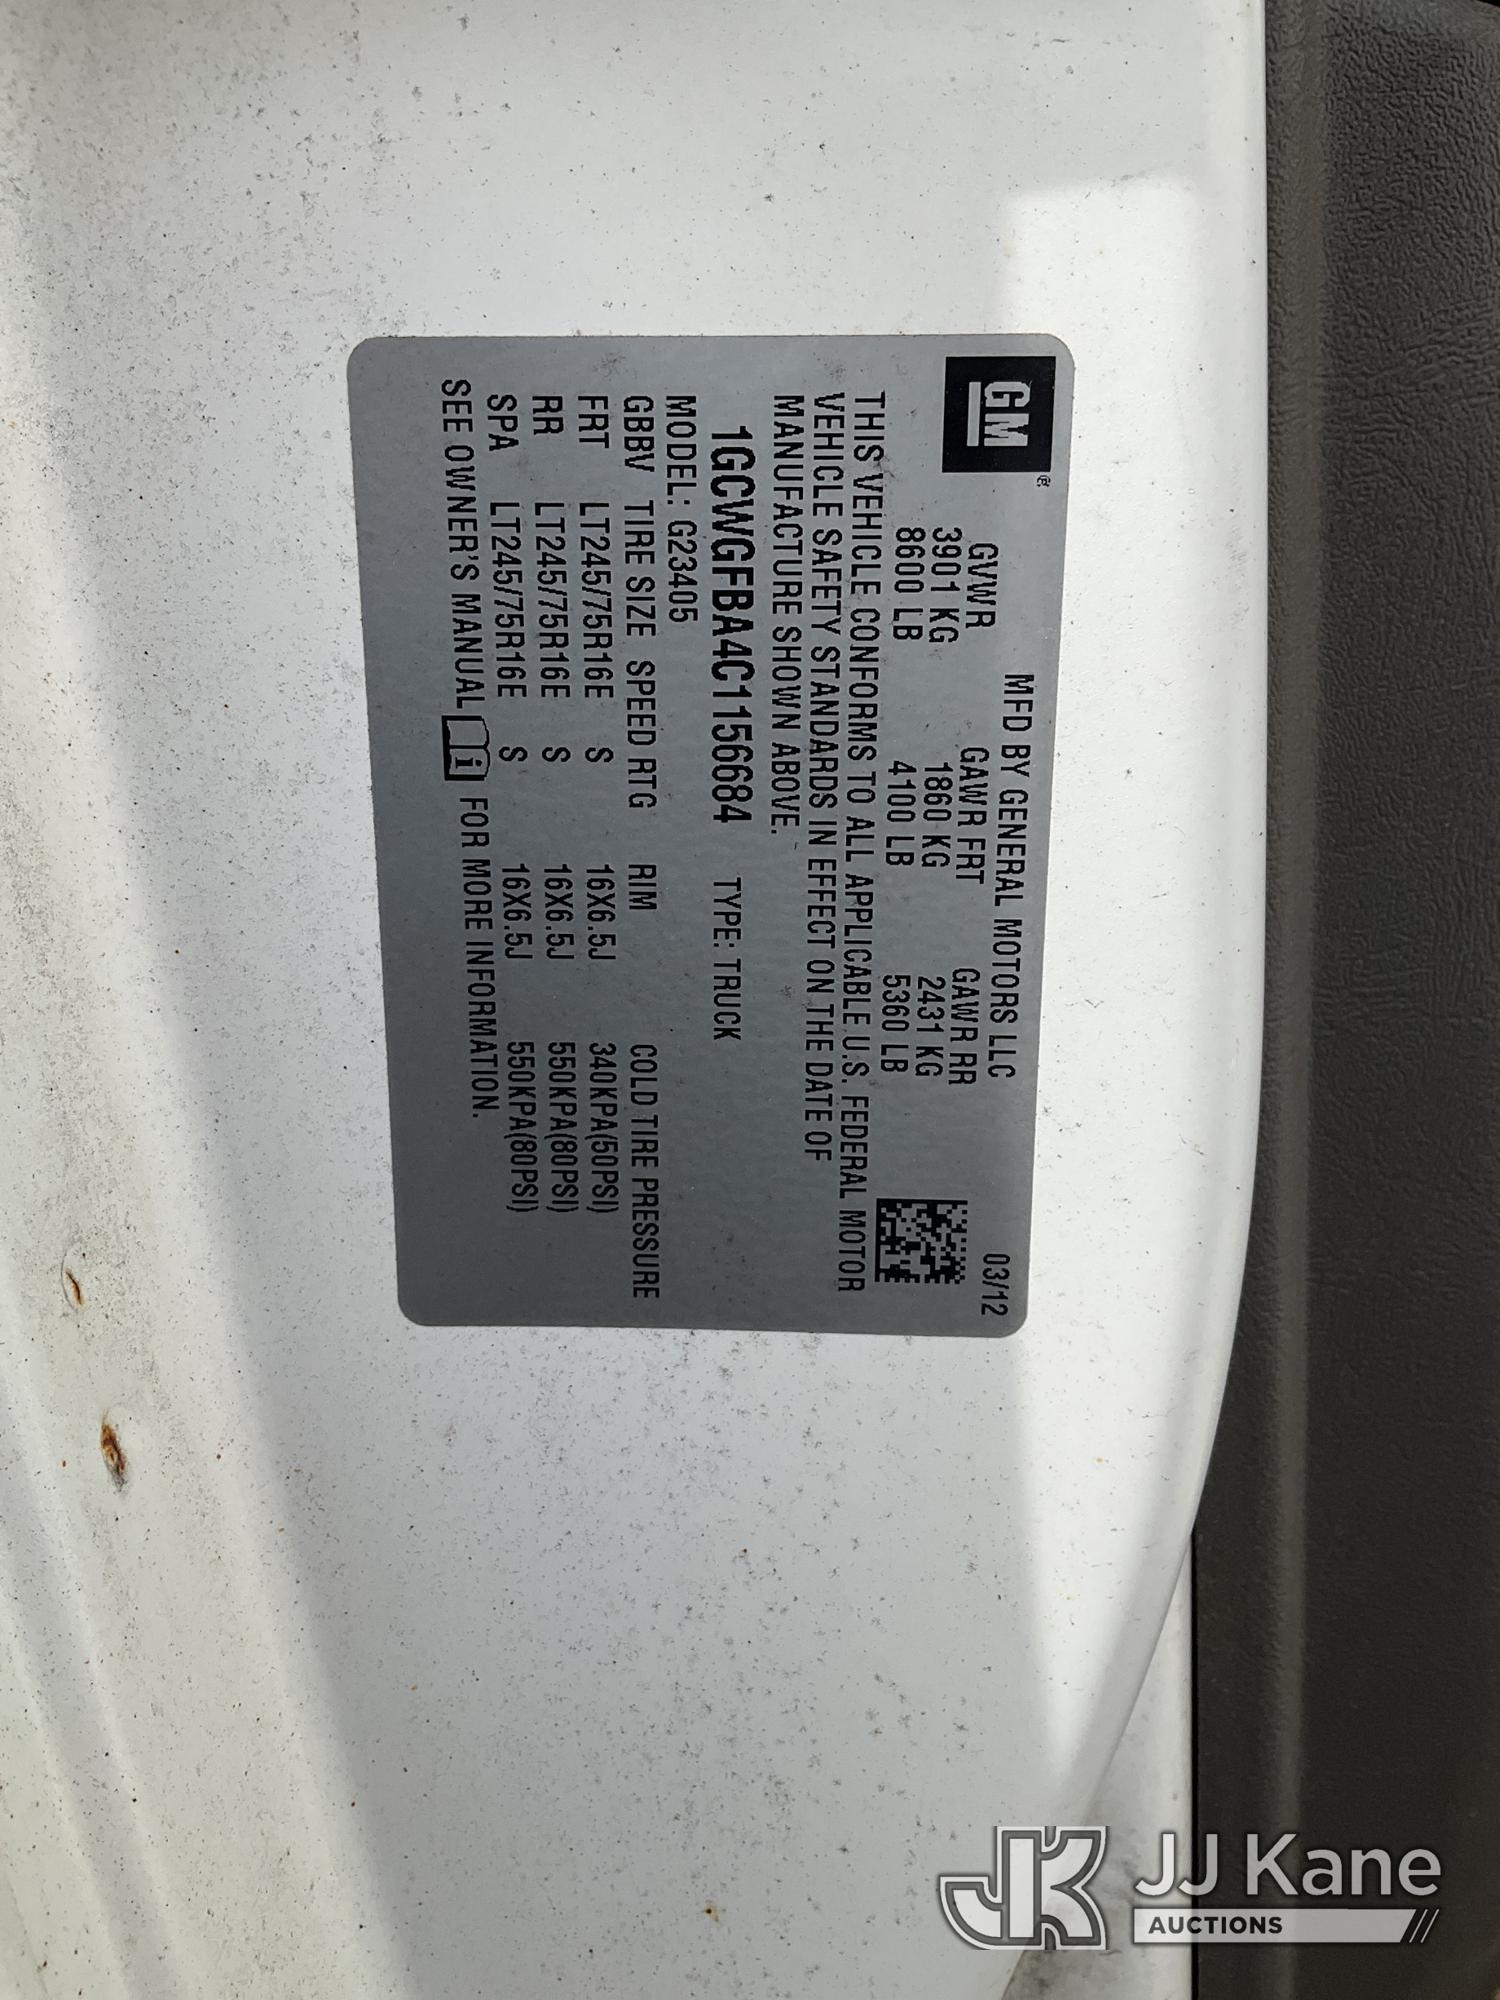 GM®
MFD BY GENERAL MOTORS LLC 03/12
GVWR GAWR FRT GAWR RR
3901 KG 1860 KG 2431 KG
8600 LB 4100 LB 5360 LB
THIS VEHICLE CONFORMS TO ALL APPLICABLE U.S. FEDERAL MOTOR
VEHICLE SAFETY STANDARDS IN EFFECT ON THE DATE OF
MANUFACTURE SHOWN ABOVE.
1GCWGFBA4C1156684 TYPE: TRUCK
MODEL: G23405
GBBV TIRE SIZE SPEED RTG RIM COLD TIRE PRESSURE
FRT LT245/75R16E S 16X6.5J 340KPA(50PSI)
RR LT245/75R16E S 16X6.5J 550KPA(80PSI)
SPA LT245/75R16E S 16X6.5J 550KPA(80PSI)
SEE OWNER'S MANUAL i FOR MORE INFORMATION.
JK JJ Kane
AUCTIONS